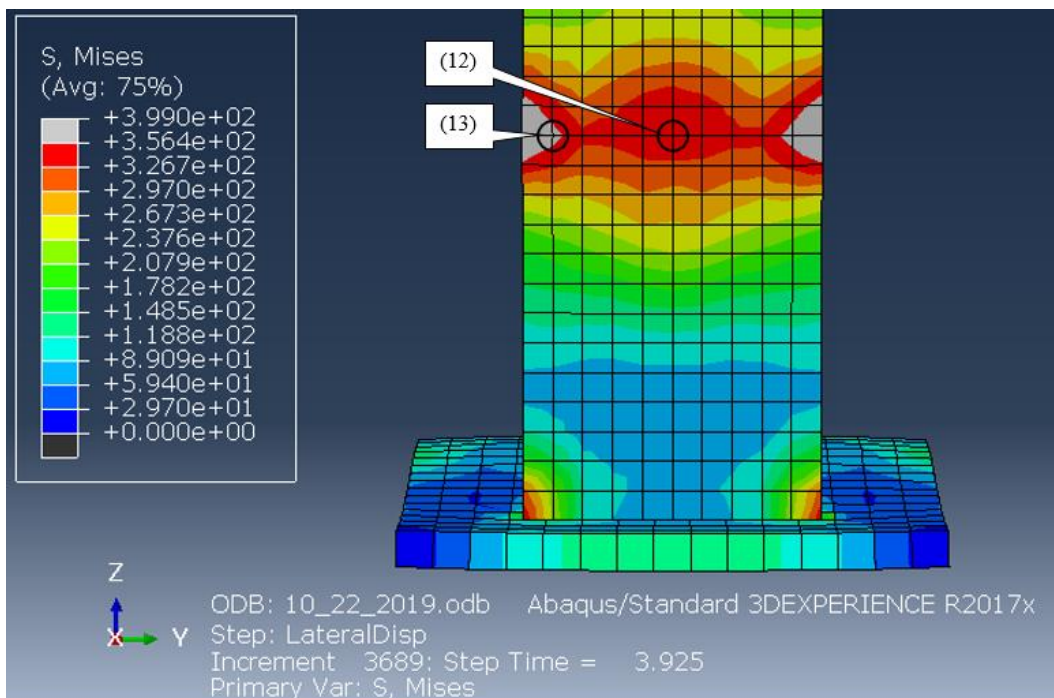 S, Mises
(Avg: 75%)
+3.990e+02
+3.564e+02
+3.267e+02
+2.970e+02
+2.673e+02
+2.376e+02
+2.079e+02
+1.782e+02
+1.485e+02
+1.188e+02
+8.909e+01
+5.940e+01
+2.970e+01
+0.000e+00
(12)
(13)
Z
X
Y
ODB: 10_22_2019.odb Abaqus/Standard 3DEXPERIENCE R2017x
Step: LateralDisp
Increment 3689: Step Time = 3.925
Primary Var: S, Mises